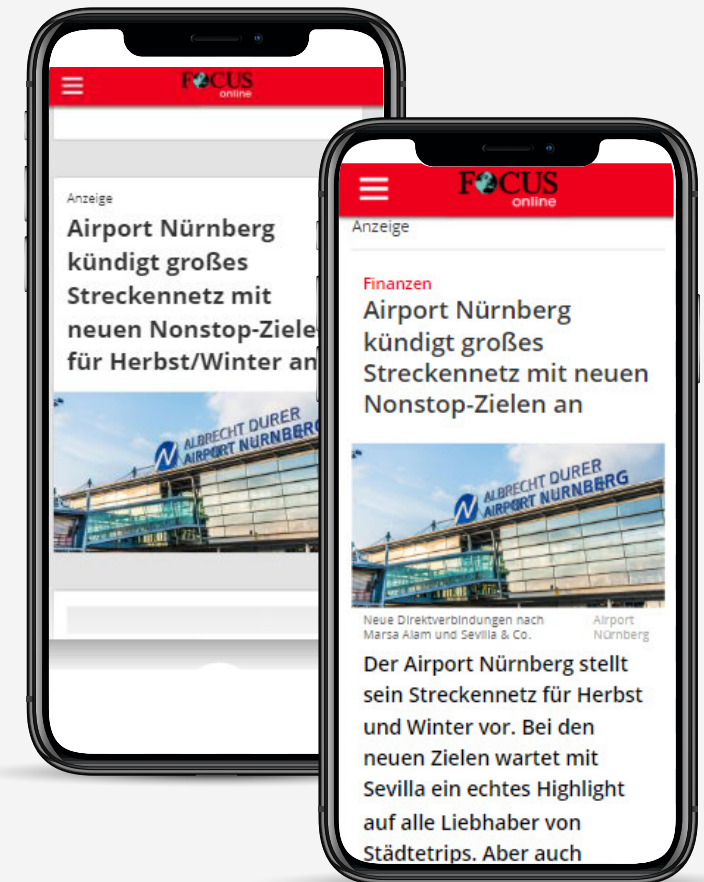 FOCUS
online
Anzeige
Airport Nürnberg
kündigt großes
Streckennetz mit
neuen Nonstop-Ziele
für Herbst/Winter an
ALBRECHT DURER
AIRPORT NURNBERG
FOCUS
online
Anzeige
Finanzen
Airport Nürnberg
kündigt großes
Streckennetz mit neuen
Nonstop-Zielen an
ALBRECHT DURER
AIRPORT NURNBERG
Neue Direktverbindungen nach
Marsa Alam und Sevilla & Co.
Airport
Nürnberg
Der Airport Nürnberg stellt
sein Streckennetz für Herbst
und Winter vor. Bei den
neuen Zielen wartet mit
Sevilla ein echtes Highlight
auf alle Liebhaber von
Städtetrips. Aber auch